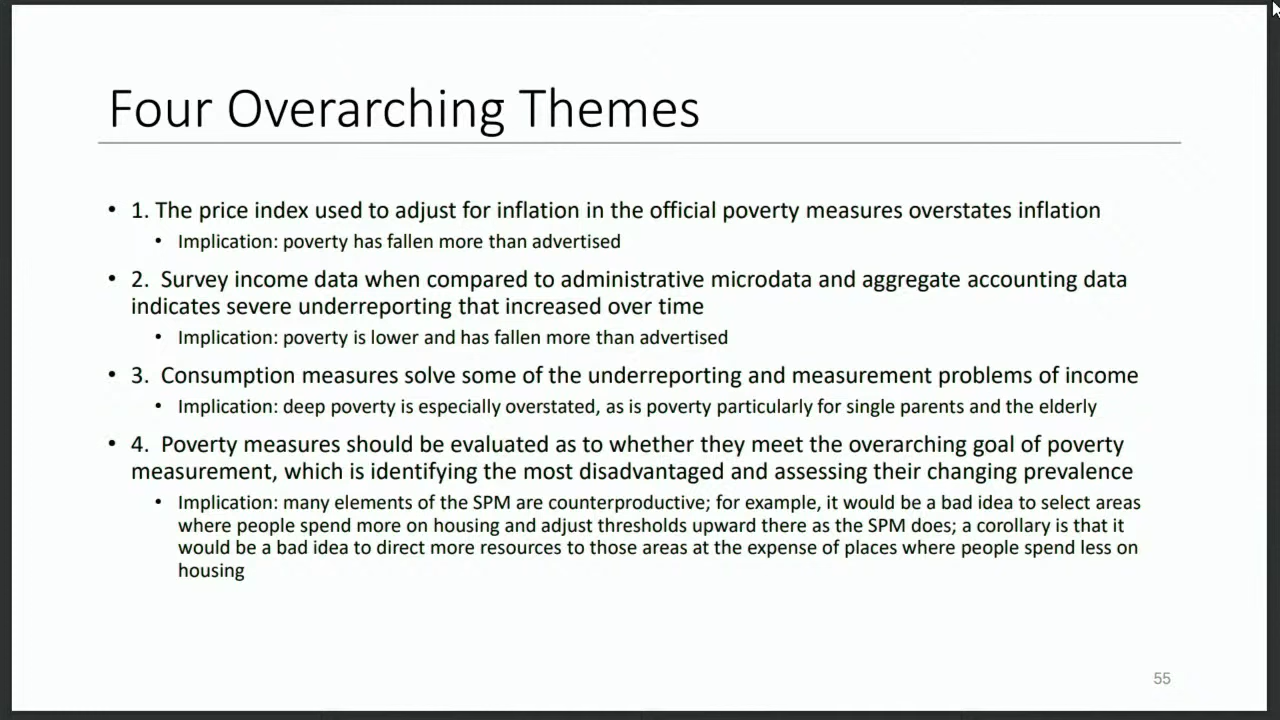 Four Overarching Themes
• 1. The price index used to adjust for inflation in the official poverty measures overstates inflation
• Implication: poverty has fallen more than advertised
• 2. Survey income data when compared to administrative microdata and aggregate accounting data
indicates severe underreporting that increased over time
• Implication: poverty is lower and has fallen more than advertised
• 3. Consumption measures solve some of the underreporting and measurement problems of income
• Implication: deep poverty is especially overstated, as is poverty particularly for single parents and the elderly
• 4. Poverty measures should be evaluated as to whether they meet the overarching goal of poverty
measurement, which is identifying the most disadvantaged and assessing their changing prevalence
• Implication: many elements of the SPM are counterproductive; for example, it would be a bad idea to select areas
where people spend more on housing and adjust thresholds upward there as the SPM does; a corollary is that it
would be a bad idea to direct more resources to those areas at the expense of places where people spend less on
housing
55